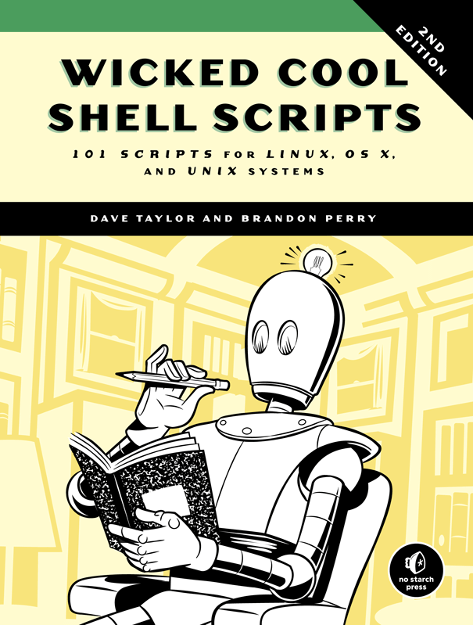 2ND
EDITION
WICKED COOL
SHELL SCRIPTS
101 SCRIPTS FOR LINUX, OS X,
AND UNIX SYSTEMS
DAVE TAYLOR AND BRANDON PERRY
no starch
press